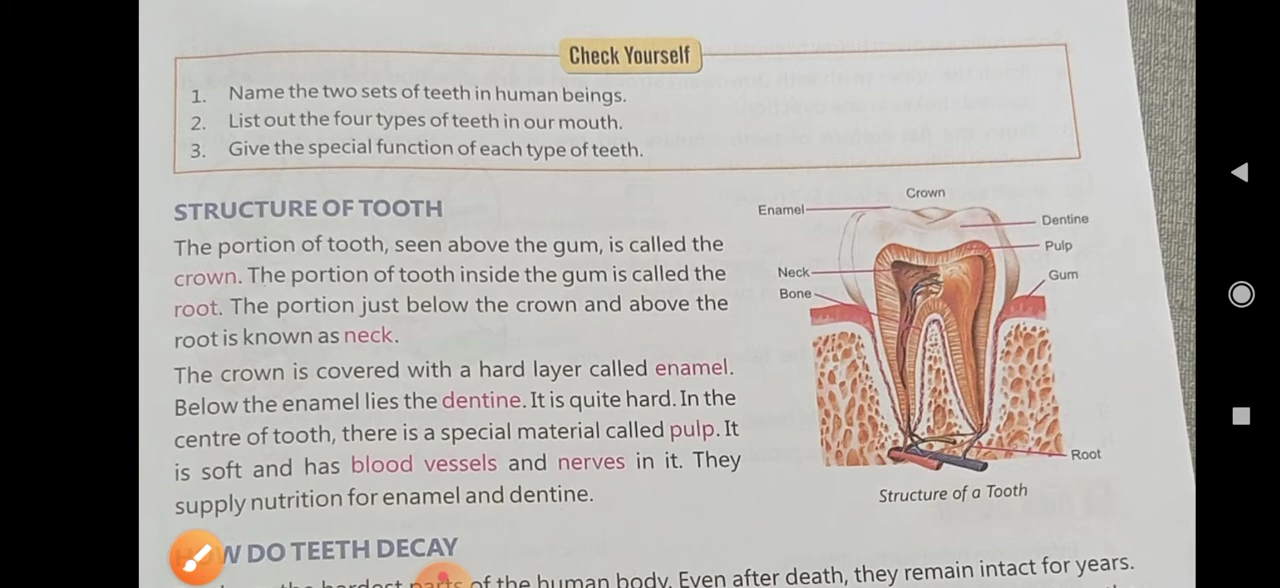 Check Yourself
1. Name the two sets of teeth in human beings.
2. List out the four types of teeth in our mouth.
3. Give the special function of each type of teeth.
STRUCTURE OF TOOTH
The portion of tooth, seen above the gum, is called the
crown. The portion of tooth inside the gum is called the
root. The portion just below the crown and above the
root is known as neck.
The crown is covered with a hard layer called enamel.
Below the enamel lies the dentine. It is quite hard. In the
centre of tooth, there is a special material called pulp. It
is soft and has blood vessels and nerves in it. They
supply nutrition for enamel and dentine.
Crown
Enamel
Dentine
Pulp
Neck
Gum
Bone
Root
Structure of a Tooth
DO TEETH DECAY
hardest parts of the human body. Even after death, they remain intact for years.